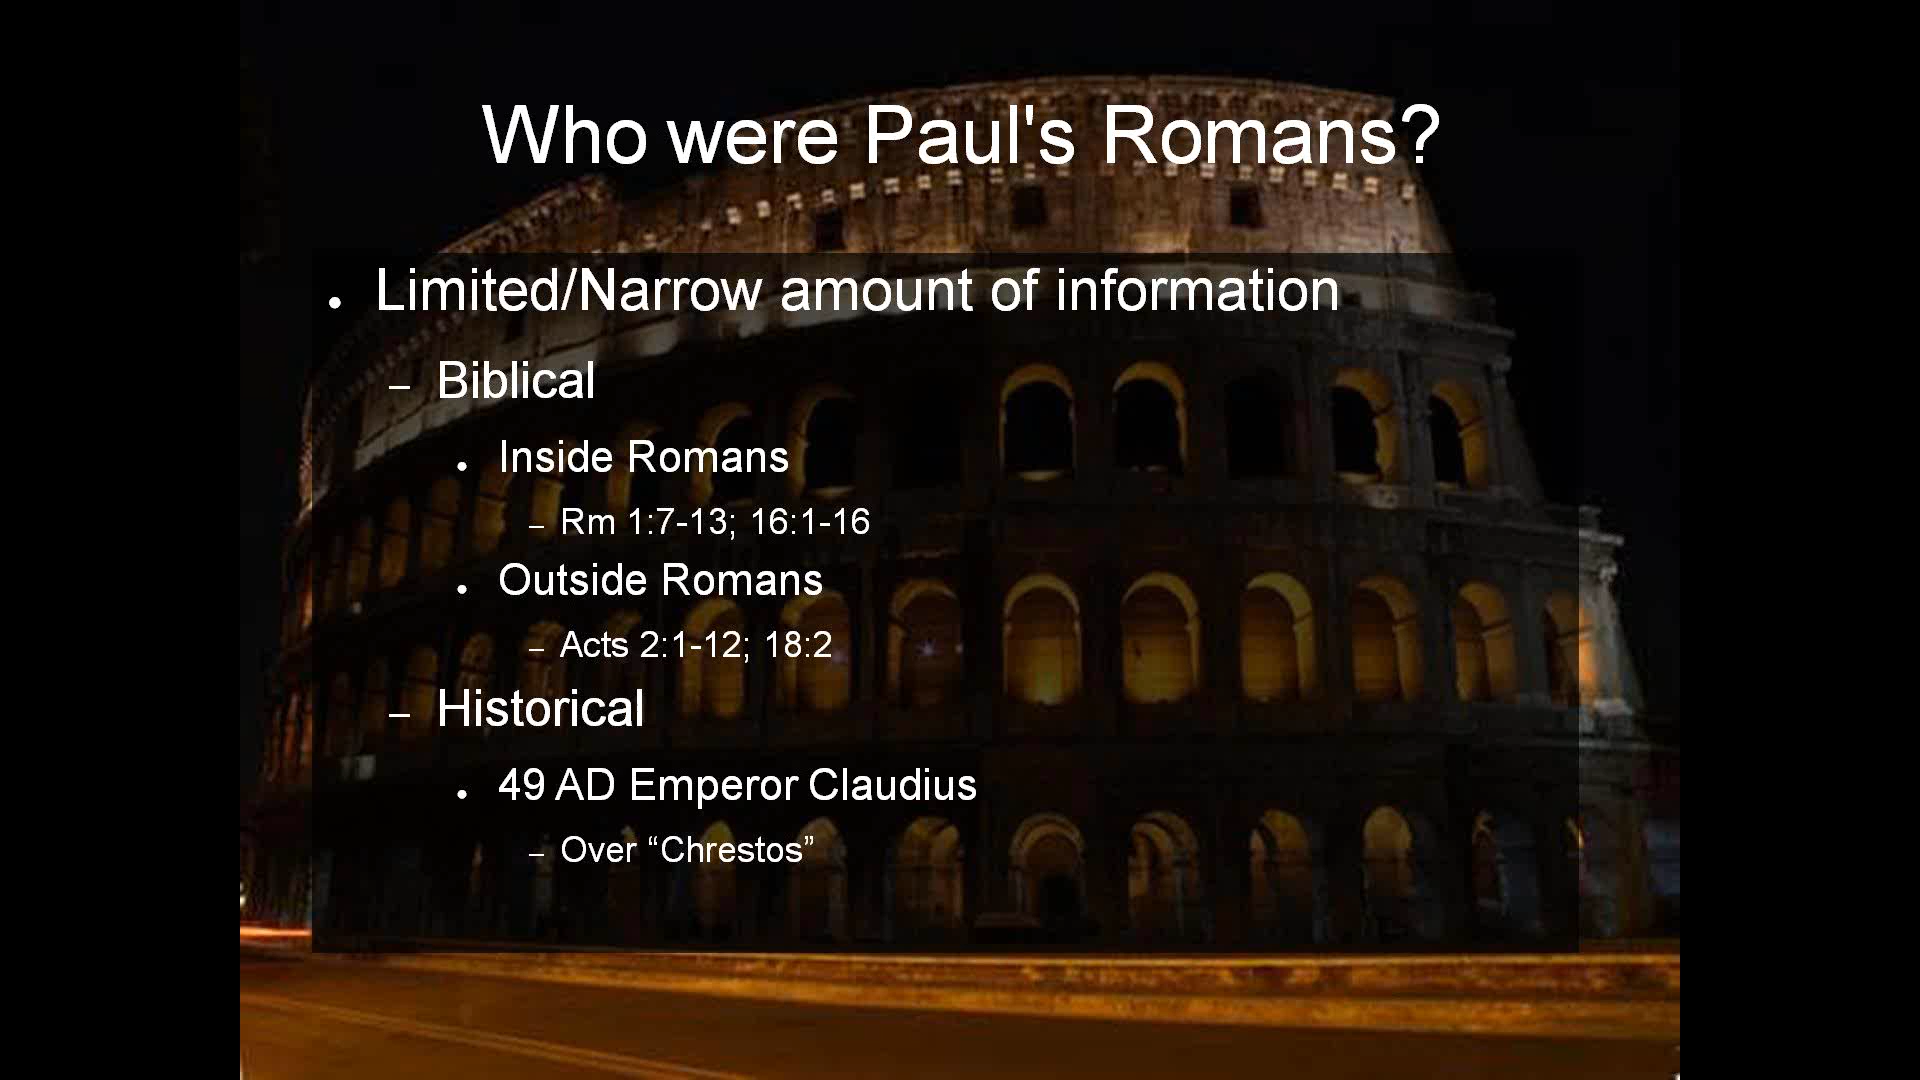 Who were Paul's Romans?
● Limited/Narrow amount of information
– Biblical
● Inside Romans
– Rm 1:7-13; 16:1-16
● Outside Romans
– Acts 2:1-12; 18:2
– Historical
● 49 AD Emperor Claudius
– Over “Chrestos”